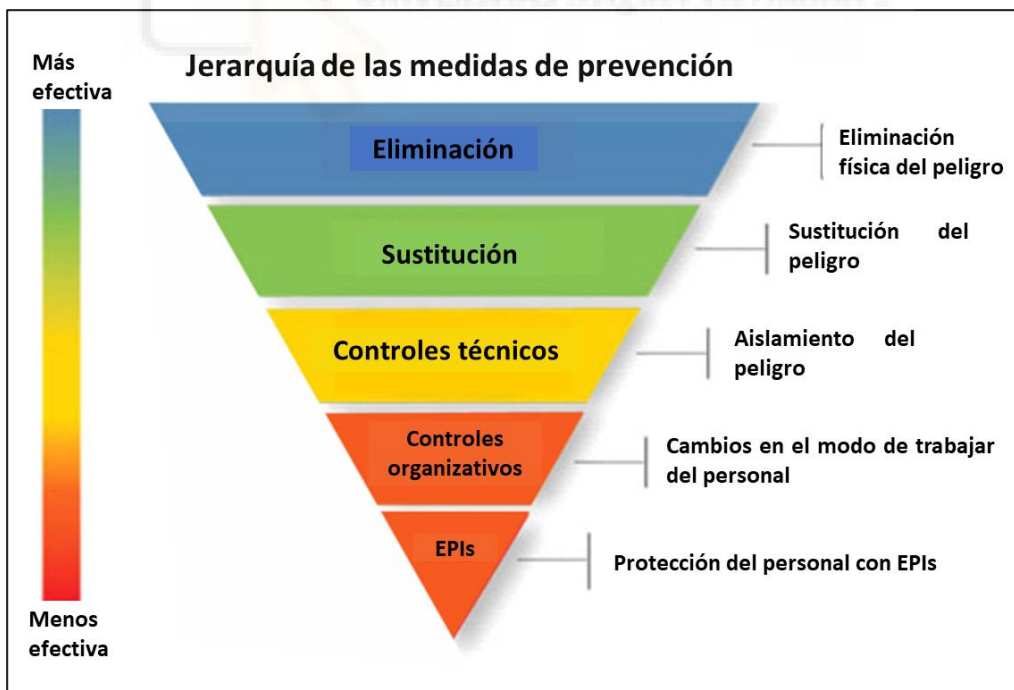 Jerarquía de las medidas de prevención
Más
efectiva
Eliminación
Eliminación
física del peligro
Sustitución
Sustitución del
peligro
Controles técnicos
Aislamiento del
peligro
Controles
organizativos
Cambios en el modo de trabajar
del personal
EPIs
Protección del personal con EPIs
Menos
efectiva